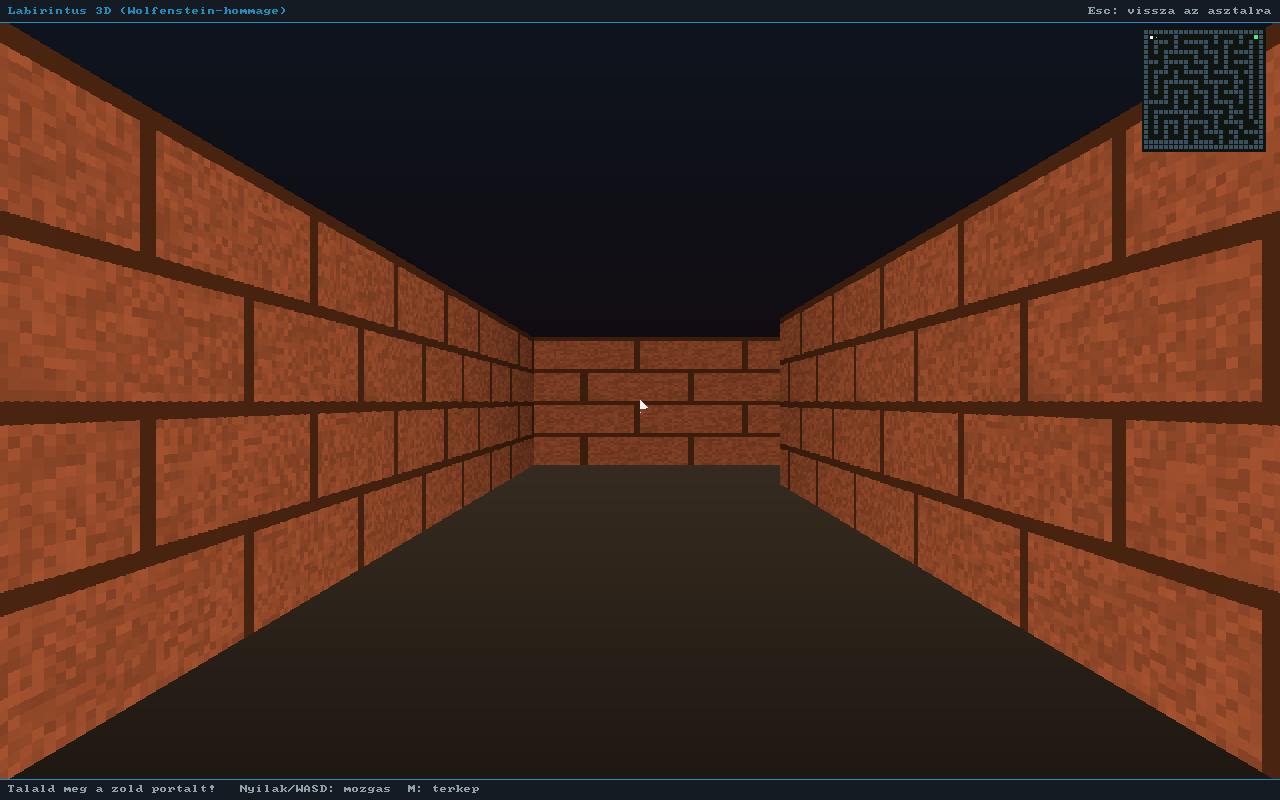 Labirintus 3D (Wolfenstein-hommage)
Esc: vissza az asztalra
Talald meg a zold portalt! Nyilak/WASD: mozgas M: terkep